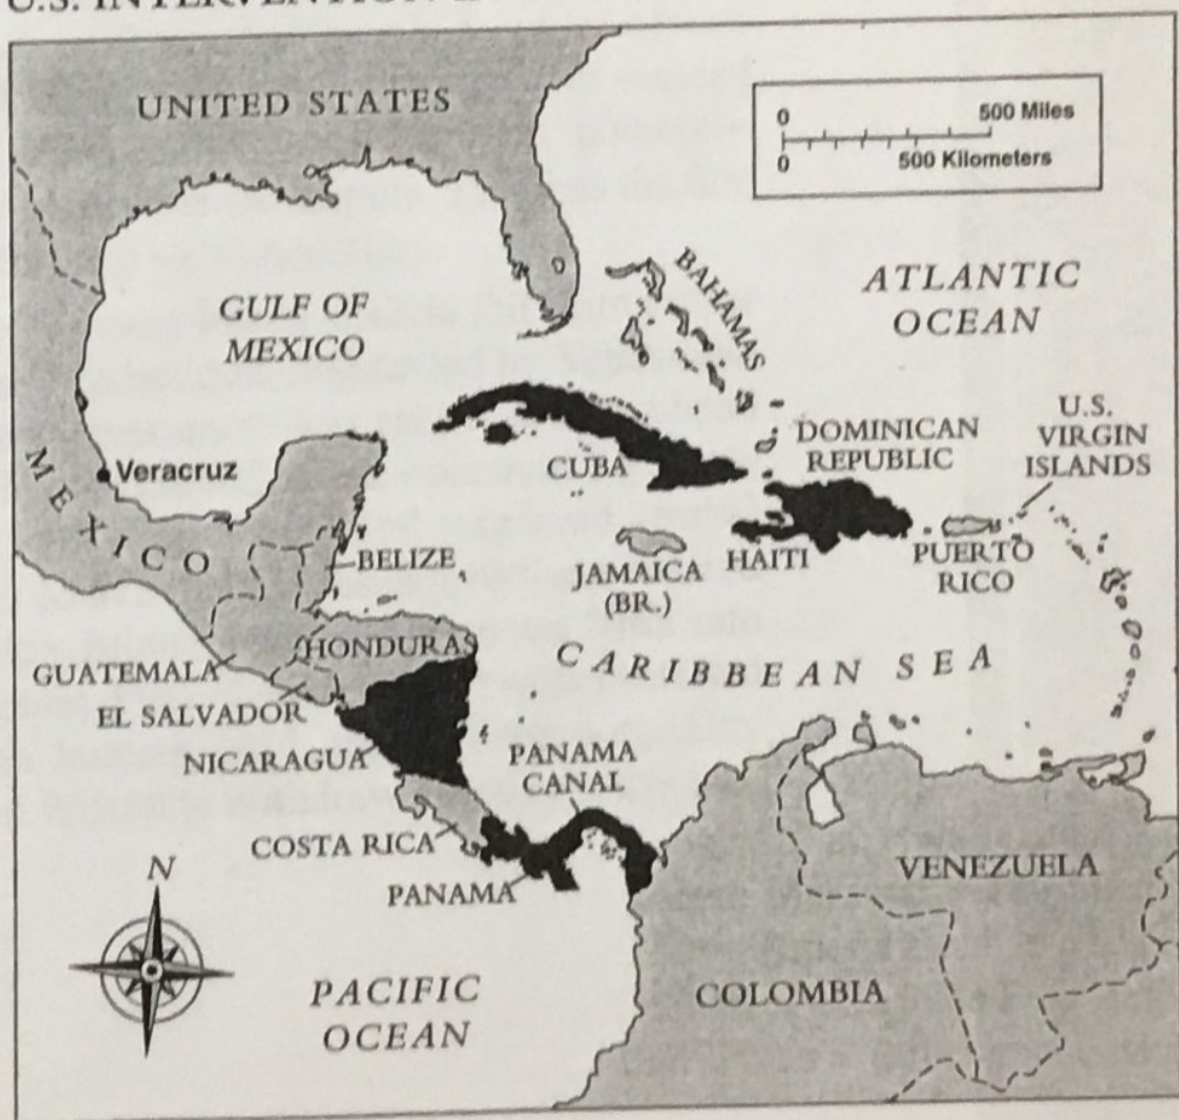 U.S. INTERVENTION
UNITED STATES
0 500 Miles
0 500 Kilometers
BAHAMAS
ATLANTIC
OCEAN
GULF OF
MEXICO
U.S.
VIRGIN
ISLANDS
DOMINICAN
REPUBLIC
CUBA
Veracruz
MEXICO
BELIZE
JAMAICA
(BR.)
HAITI
PUERTO
RICO
HONDURAS
GUATEMALA
CARIBBEAN SEA
EL SALVADOR
NICARAGUA
PANAMA
CANAL
COSTA RICA
PANAMA
VENEZUELA
N
PACIFIC
OCEAN
COLOMBIA